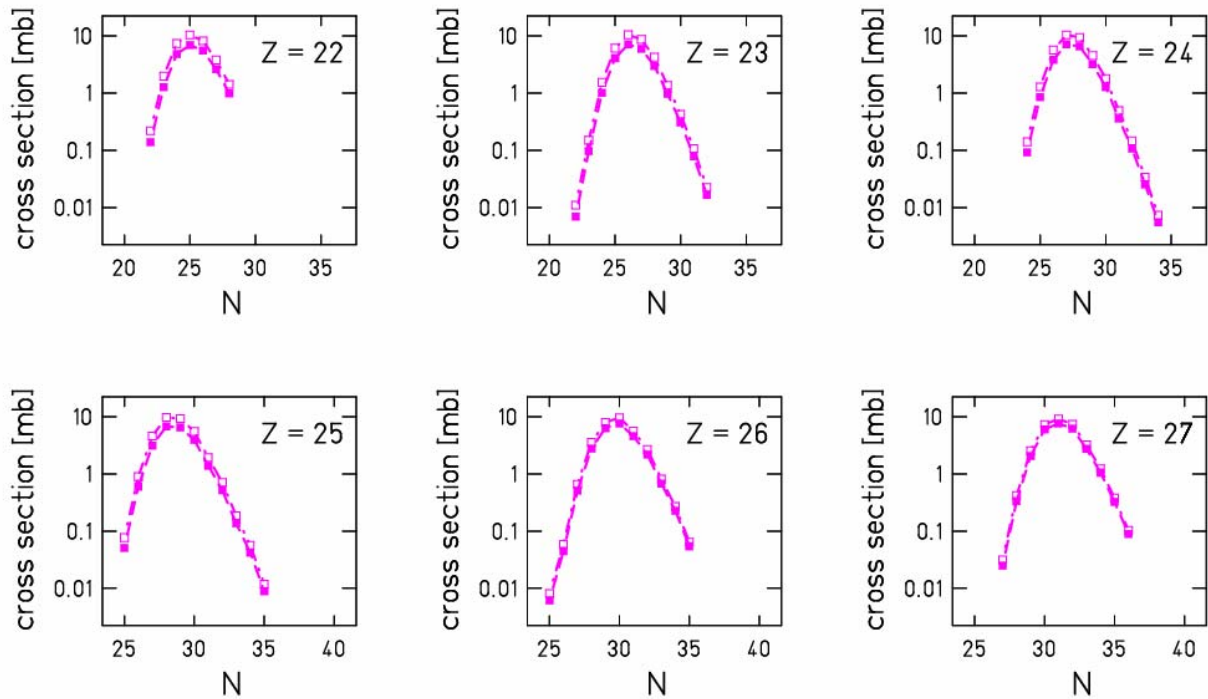 cross section [mb]
10
1
0.1
0.01
Z = 22
20 25 30 35
N
cross section [mb]
10
1
0.1
0.01
Z = 23
20 25 30 35
N
cross section [mb]
10
1
0.1
0.01
Z = 24
20 25 30 35
N
cross section [mb]
10
1
0.1
0.01
Z = 25
25 30 35 40
N
cross section [mb]
10
1
0.1
0.01
Z = 26
25 30 35 40
N
cross section [mb]
10
1
0.1
0.01
Z = 27
25 30 35 40
N